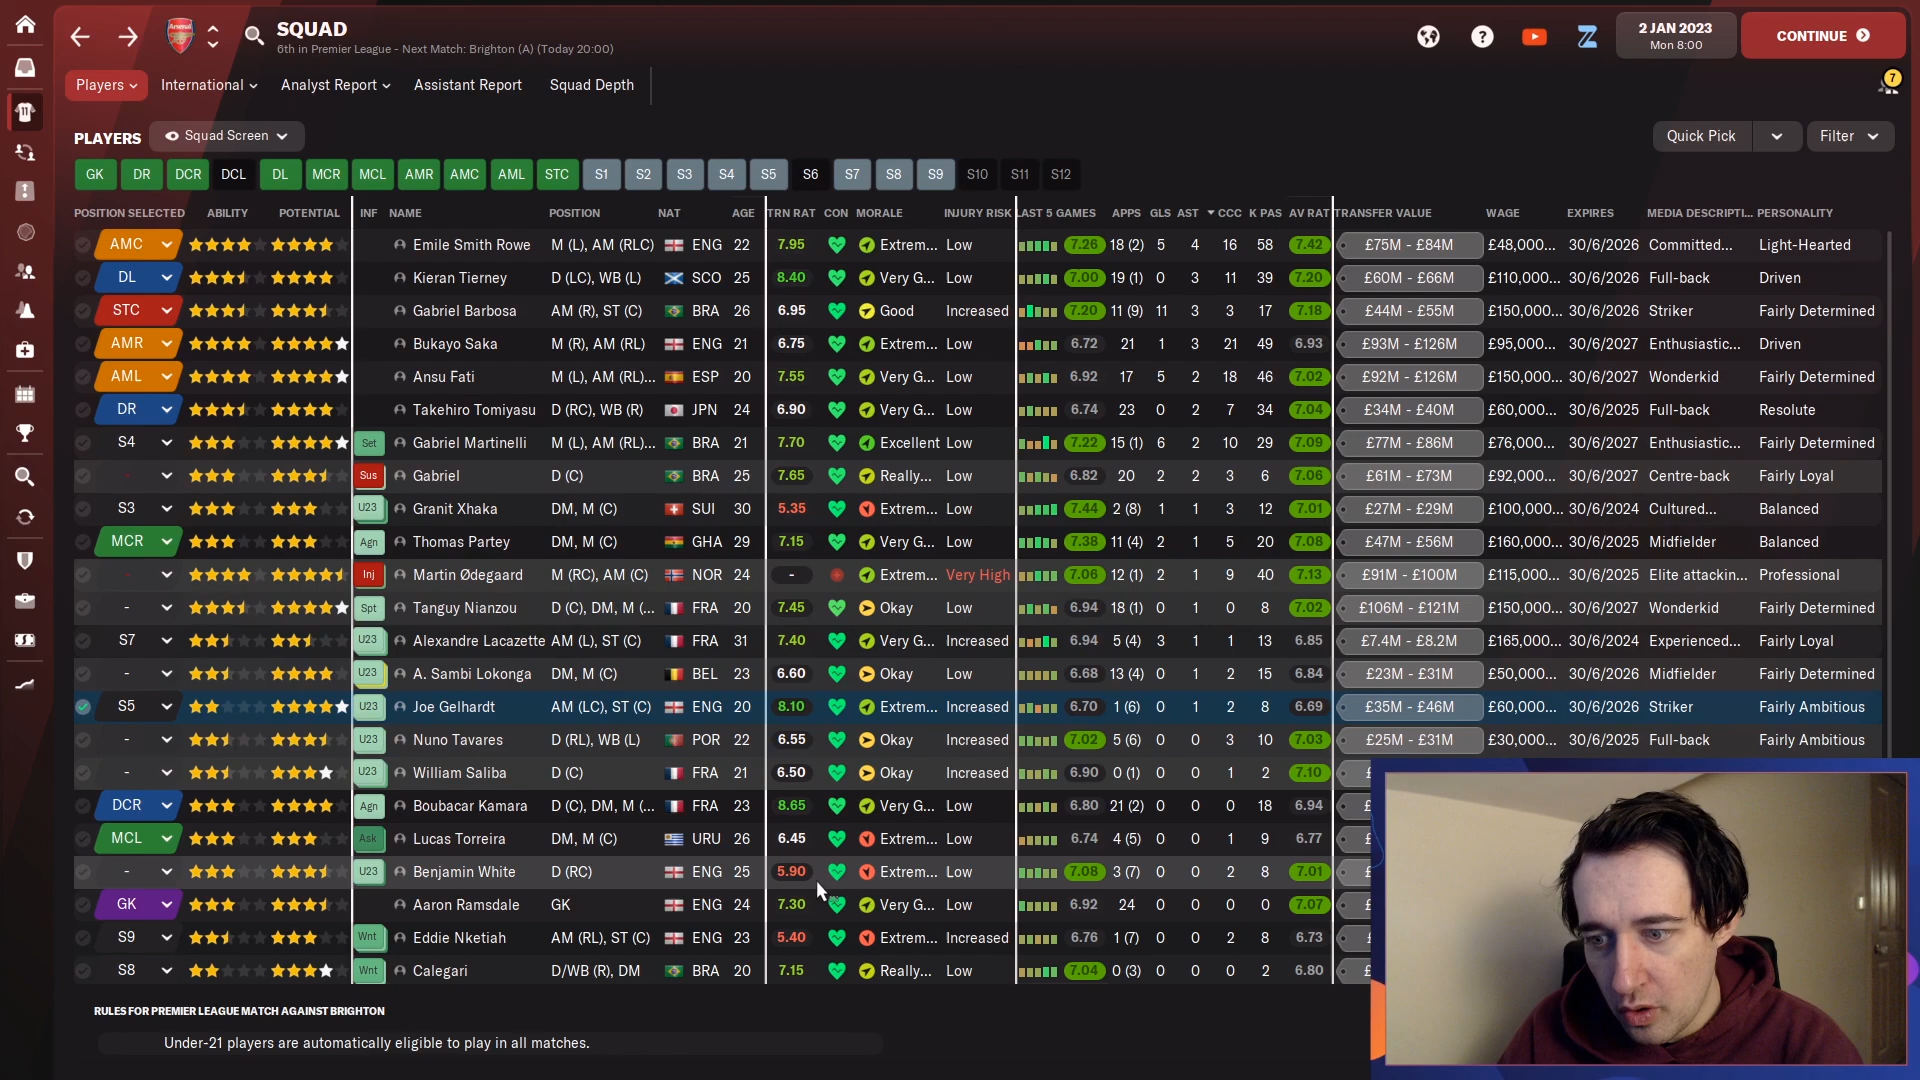 SQUAD
6th in Premier League - Next Match: Brighton (A) (Today 20:00)
2 JAN 2023
Mon 8:00
CONTINUE
Players International Analyst Report Assistant Report Squad Depth
7
PLAYERS Squad Screen
Quick Pick Filter
GK DR DCR DCL DL MCR MCL AMR AMC AML STC S1 S2 S3 S4 S5 S6 S7 S8 S9 S10 S11 S12
POSITION SELECTED ABILITY POTENTIAL INF NAME POSITION NAT AGE TRN RAT CON MORALE INJURY RISK LAST 5 GAMES APPS GLS AST CCC K PAS AV RAT TRANSFER VALUE WAGE EXPIRES MEDIA DESCRIPTI... PERSONALITY
AMC Emile Smith Rowe M (L), AM (RLC) ENG 22 7.95 Extrem... Low 7.26 18 (2) 5 4 16 58 7.42 £75M - £84M £48,000... 30/6/2026 Committed... Light-Hearted
DL Kieran Tierney D (LC), WB (L) SCO 25 8.40 Very G... Low 7.00 19 (1) 0 3 11 39 7.20 £60M - £66M £110,000... 30/6/2026 Full-back Driven
STC Gabriel Barbosa AM (R), ST (C) BRA 26 6.95 Good Increased 7.20 11 (9) 11 3 3 17 7.18 £44M - £55M £150,000... 30/6/2026 Striker Fairly Determined
AMR Bukayo Saka M (R), AM (RL) ENG 21 6.75 Extrem... Low 6.72 21 1 3 21 49 6.93 £93M - £126M £95,000... 30/6/2027 Enthusiastic... Driven
AML Ansu Fati M (L), AM (RL)... ESP 20 7.55 Very G... Low 6.92 17 5 2 18 46 7.02 £92M - £126M £150,000... 30/6/2027 Wonderkid Fairly Determined
DR Takehiro Tomiyasu D (RC), WB (R) JPN 24 6.90 Very G... Low 6.74 23 0 2 7 34 7.04 £34M - £40M £60,000... 30/6/2025 Full-back Resolute
S4 Set Gabriel Martinelli M (L), AM (RL)... BRA 21 7.70 Excellent Low 7.22 15 (1) 6 2 10 29 7.09 £77M - £86M £76,000... 30/6/2026 Enthusiastic... Fairly Determined
- Sus Gabriel D (C) BRA 25 7.65 Really... Low 6.82 20 2 2 3 6 7.06 £61M - £73M £92,000... 30/6/2027 Centre-back Fairly Loyal
S3 U23 Granit Xhaka DM, M (C) SUI 30 5.35 Extrem... Low 7.44 2 (8) 1 1 3 12 7.01 £27M - £29M £100,000... 30/6/2024 Cultured... Balanced
MCR Agn Thomas Partey DM, M (C) GHA 29 7.15 Very G... Low 7.38 11 (4) 2 1 5 20 7.08 £47M - £56M £160,000... 30/6/2025 Midfielder Balanced
- Inj Martin Ødegaard M (RC), AM (C) NOR 24 - Extrem... Very High 7.06 12 (1) 2 1 9 40 7.13 £91M - £100M £115,000... 30/6/2025 Elite attackin... Professional
- Spt Tanguy Nianzou D (C), DM, M (... FRA 20 7.45 Okay Low 6.94 18 (1) 0 1 0 8 7.02 £106M - £121M £150,000... 30/6/2026 Wonderkid Fairly Determined
S7 U23 Alexandre Lacazette AM (L), ST (C) FRA 31 7.40 Very G... Increased 6.94 5 (4) 3 1 1 13 6.85 £7.4M - £8.2M £165,000... 30/6/2024 Experienced... Fairly Loyal
- U23 A. Sambi Lokonga DM, M (C) BEL 23 6.60 Okay Low 6.68 13 (4) 0 1 2 15 6.84 £23M - £31M £50,000... 30/6/2026 Midfielder Fairly Determined
S5 U23 Joe Gelhardt AM (LC), ST (C) ENG 20 8.10 Extrem... Increased 6.70 1 (6) 0 1 2 8 6.69 £35M - £46M £60,000... 30/6/2026 Striker Fairly Ambitious
- U23 Nuno Tavares D (RL), WB (L) POR 22 6.55 Okay Increased 7.02 5 (6) 0 0 3 10 7.03 £25M - £31M £30,000... 30/6/2025 Full-back Fairly Ambitious
- U23 William Saliba D (C) FRA 21 6.50 Okay Increased 6.90 0 (1) 0 0 1 2 7.10 £
DCR Agn Boubacar Kamara D (C), DM, M (... FRA 23 8.65 Very G... Low 6.80 21 (2) 0 0 0 18 6.94 £
MCL Ask Lucas Torreira DM, M (C) URU 26 6.45 Extrem... Low 6.74 4 (5) 0 0 1 9 6.77 £
- U23 Benjamin White D (RC) ENG 25 5.90 Extrem... Low 7.08 3 (7) 0 0 2 8 7.01 £
GK Aaron Ramsdale GK ENG 24 7.30 Very G... Low 6.92 24 0 0 0 0 7.07 £
S9 Wnt Eddie Nketiah AM (RL), ST (C) ENG 23 5.40 Extrem... Increased 6.76 1 (7) 0 0 2 8 6.73 £
S8 Wnt Calegari D/WB (R), DM BRA 20 7.15 Really... Low 7.04 0 (3) 0 0 0 2 6.80 £
RULES FOR PREMIER LEAGUE MATCH AGAINST BRIGHTON
Under-21 players are automatically eligible to play in all matches.